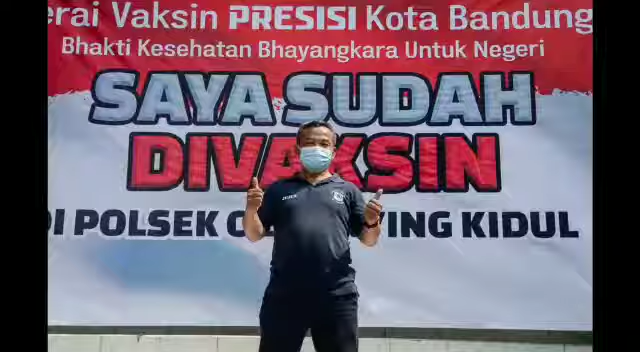 erai Vaksin PRESISI Kota Bandung
Bhakti Kesehatan Bhayangkara Untuk Negeri
SAYA SUDAH
DIVAKSIN
DI POLSEK KIDUL